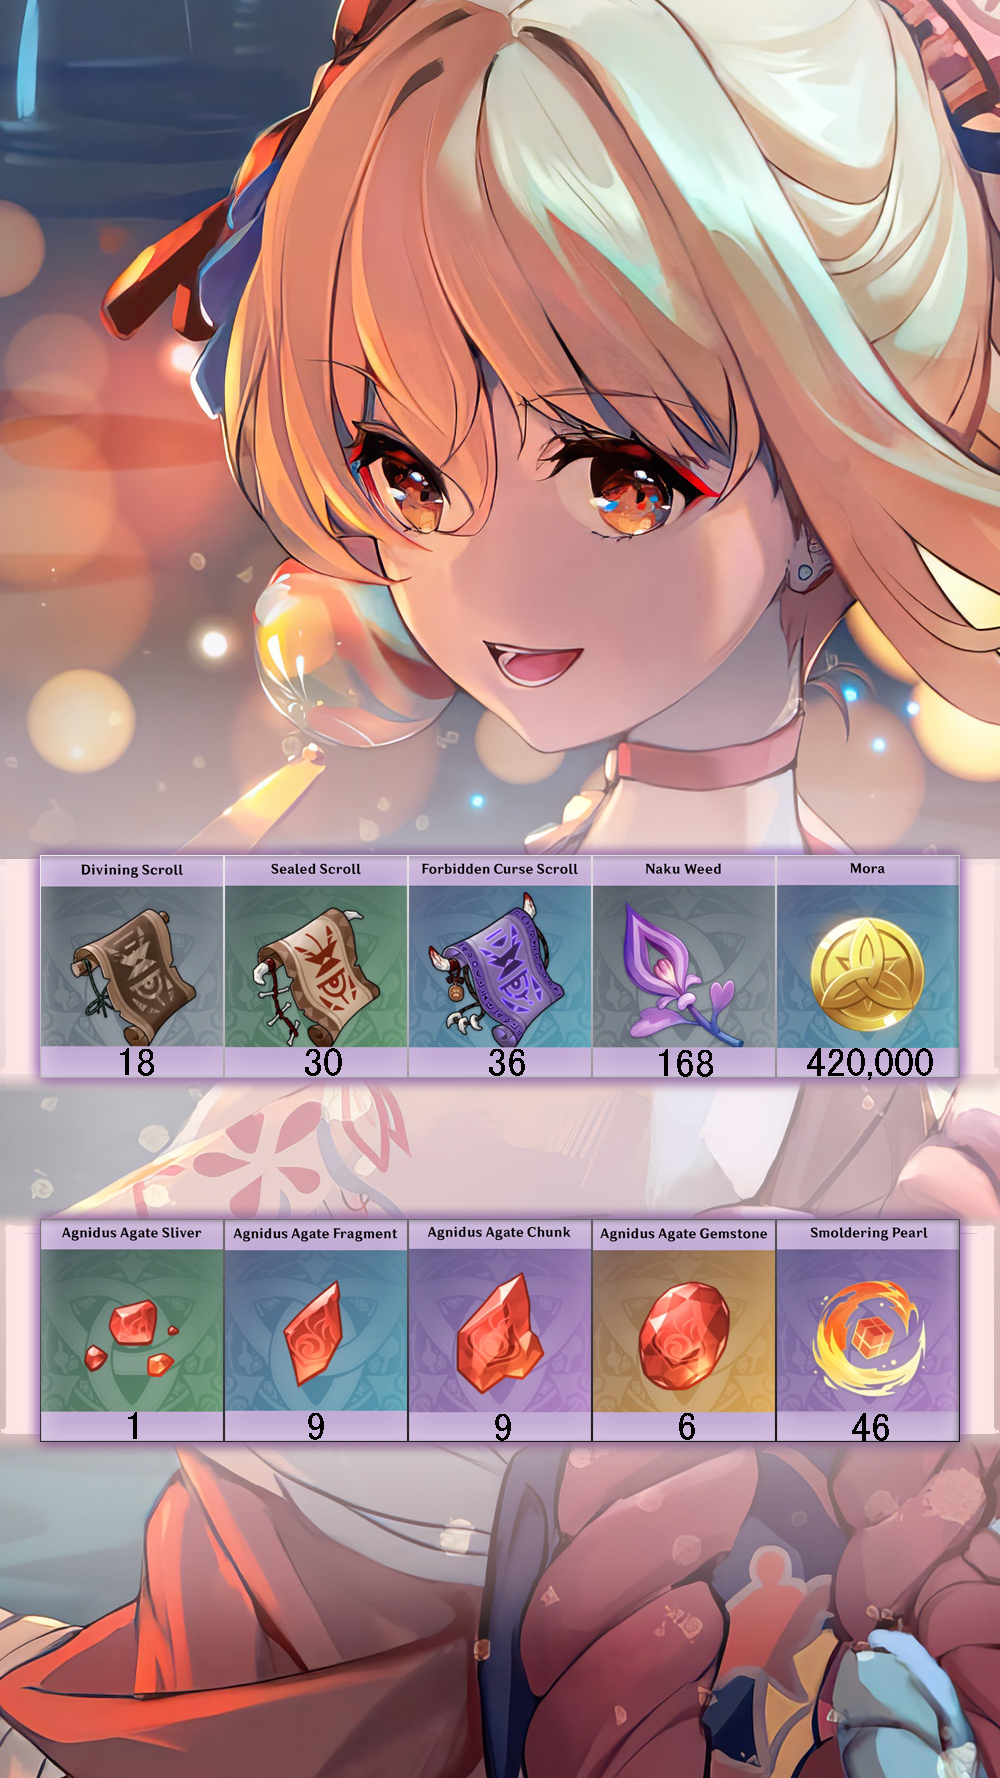 Divining Scroll Sealed Scroll Forbidden Curse Scroll Naku Weed Mora
18 30 36 168 420,000
Agnidus Agate Sliver Agnidus Agate Fragment Agnidus Agate Chunk Agnidus Agate Gemstone Smoldering Pearl
1 9 9 6 46